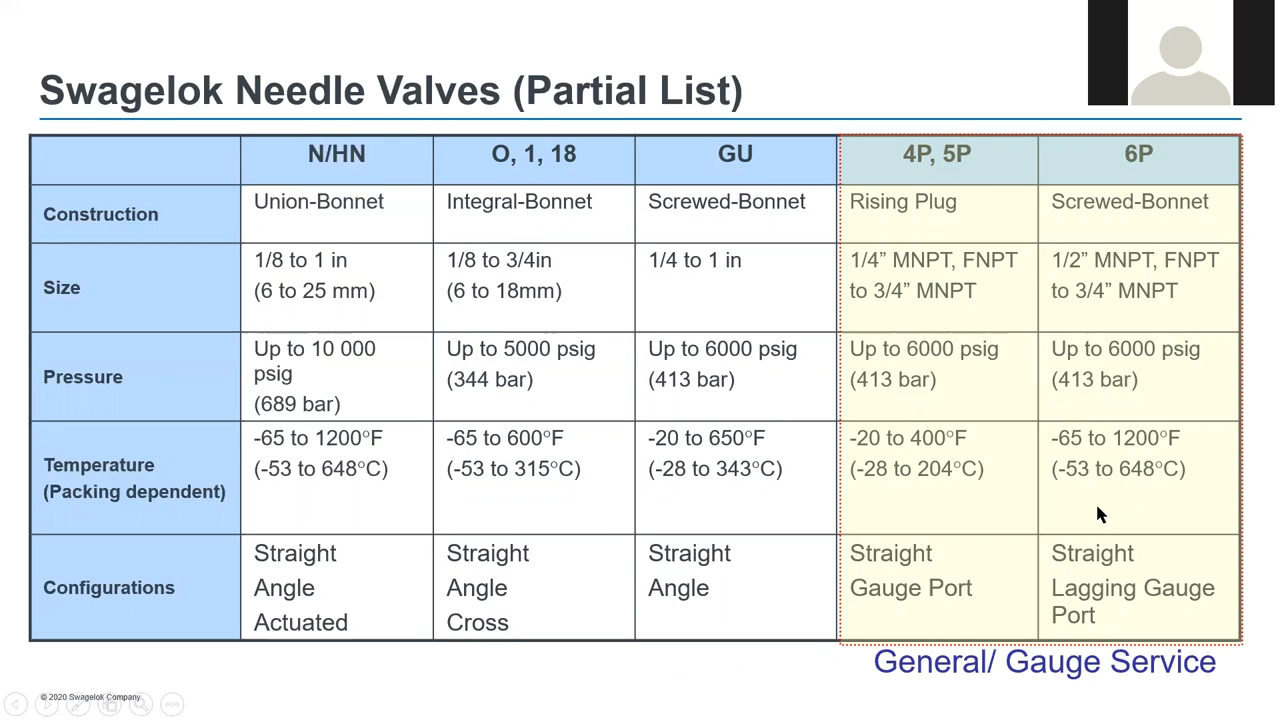 Swagelok Needle Valves (Partial List)
N/HN
O, 1, 18
GU
4P, 5P
6P
Construction
Union-Bonnet
Integral-Bonnet
Screwed-Bonnet
Rising Plug
Screwed-Bonnet
Size
1/8 to 1 in
(6 to 25 mm)
1/8 to 3/4in
(6 to 18mm)
1/4 to 1 in
1/4” MNPT, FNPT
to 3/4” MNPT
1/2” MNPT, FNPT
to 3/4” MNPT
Pressure
Up to 10 000
psig
(689 bar)
Up to 5000 psig
(344 bar)
Up to 6000 psig
(413 bar)
Up to 6000 psig
(413 bar)
Up to 6000 psig
(413 bar)
Temperature
(Packing dependent)
-65 to 1200°F
(-53 to 648°C)
-65 to 600°F
(-53 to 315°C)
-20 to 650°F
(-28 to 343°C)
-20 to 400°F
(-28 to 204°C)
-65 to 1200°F
(-53 to 648°C)
Configurations
Straight
Angle
Actuated
Straight
Angle
Cross
Straight
Angle
Straight
Gauge Port
Straight
Lagging Gauge
Port
General/ Gauge Service
© 2020 Swagelok Company